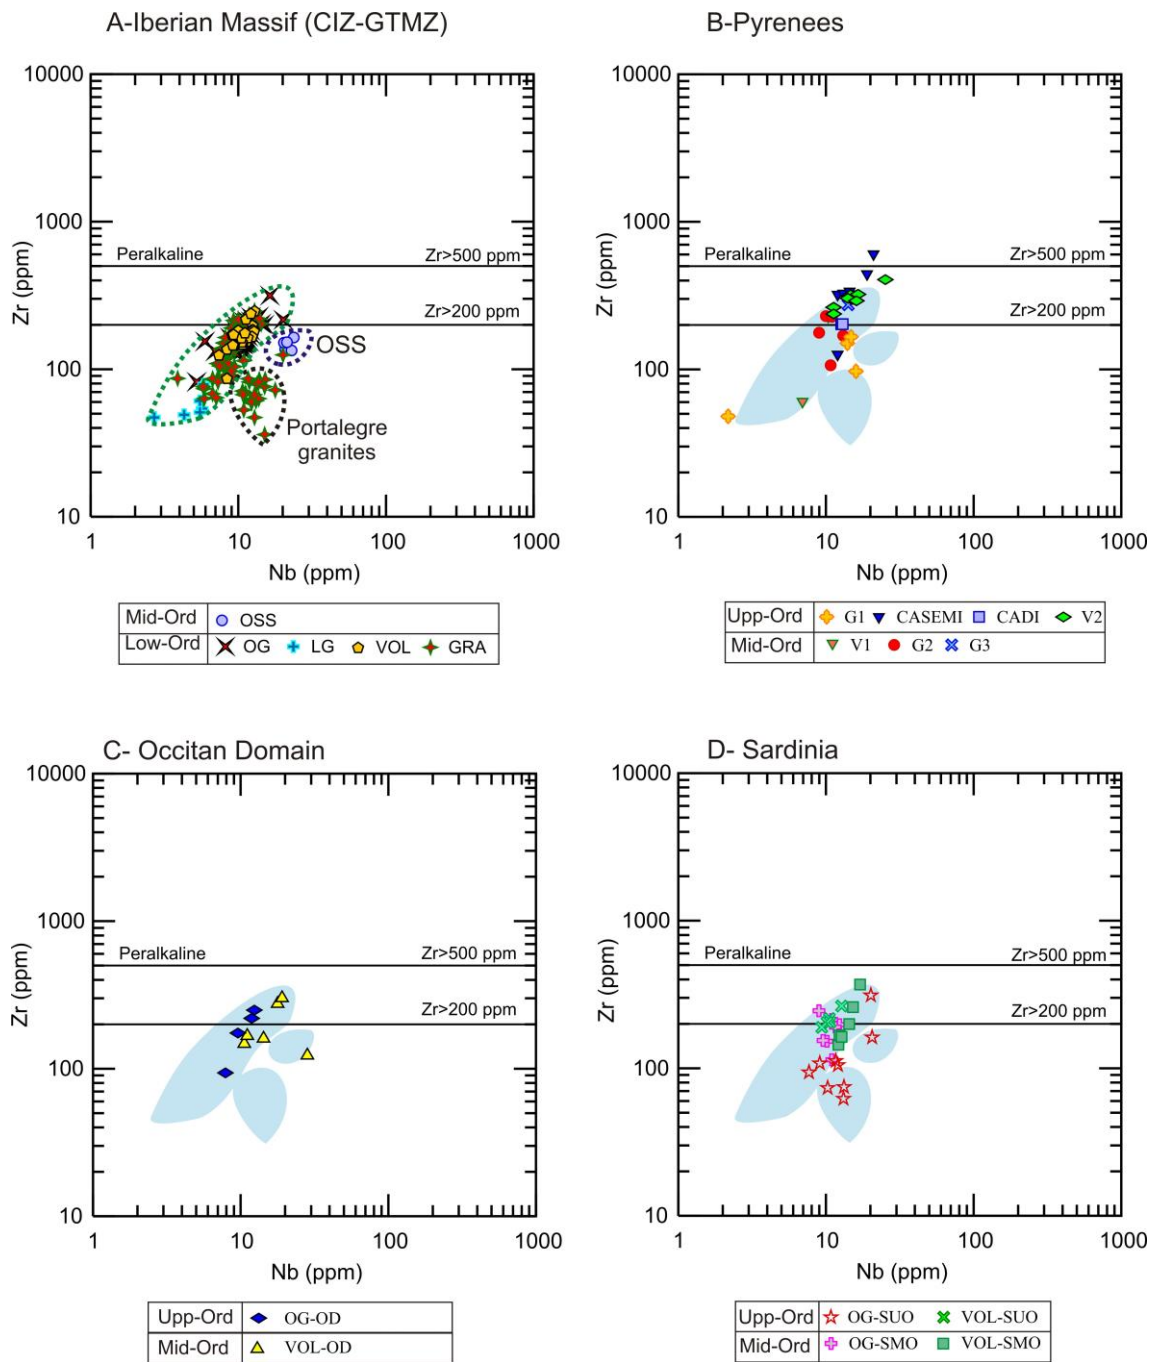 A-Iberian Massif (CIZ-GTMZ)
10000
1000
100
10
Zr (ppm)
Peralkaline
Zr>500 ppm
Zr>200 ppm
OSS
Portalegre
granites
1
10
100
1000
Nb (ppm)
Mid-Ord OSS
Low-Ord OG LG VOL GRA
B-Pyrenees
10000
1000
100
10
Zr (ppm)
Peralkaline
Zr>500 ppm
Zr>200 ppm
1
10
100
1000
Nb (ppm)
Upp-Ord G1 CASEMI CADI V2
Mid-Ord V1 G2 G3
C- Occitan Domain
10000
1000
100
10
Zr (ppm)
Peralkaline
Zr>500 ppm
Zr>200 ppm
1
10
100
1000
Nb (ppm)
Upp-Ord OG-OD
Mid-Ord VOL-OD
D- Sardinia
10000
1000
100
10
Zr (ppm)
Peralkaline
Zr>500 ppm
Zr>200 ppm
1
10
100
1000
Nb (ppm)
Upp-Ord OG-SUO VOL-SUO
Mid-Ord OG-SMO VOL-SMO